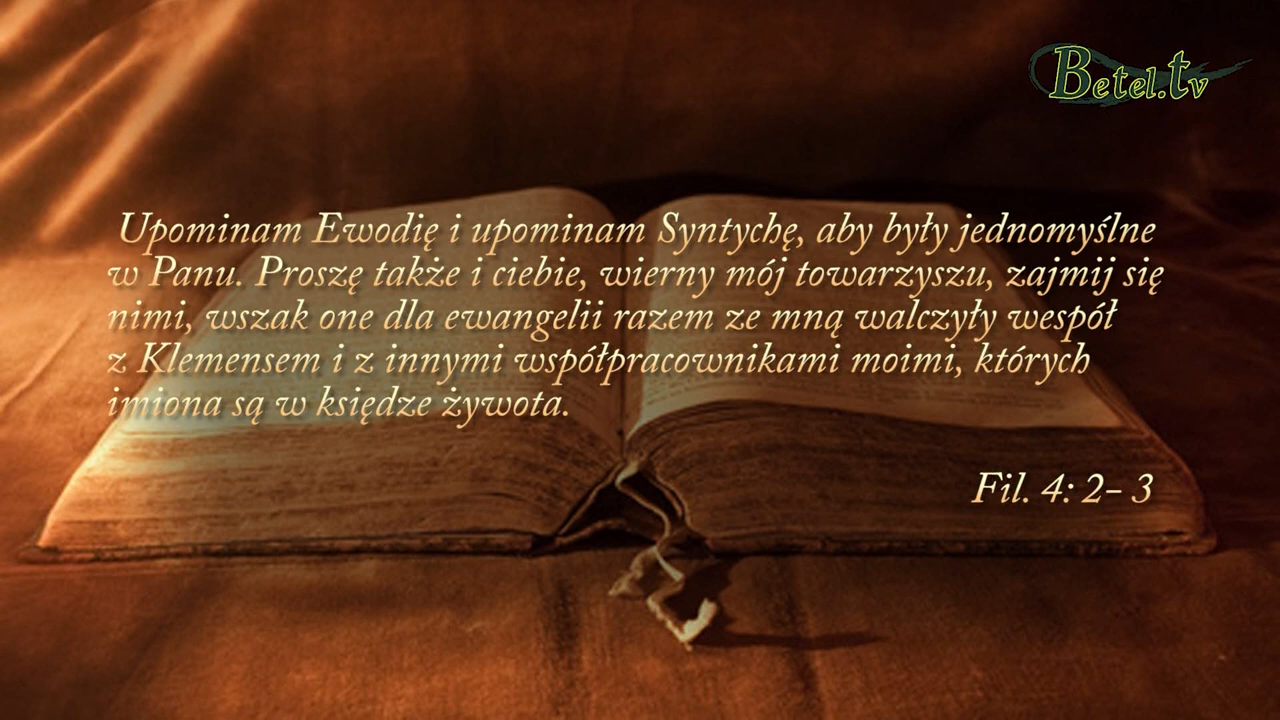 Betel.tv
Upominam Ewodię i upominam Syntychę, aby były jednomyślne
w Panu. Proszę także i ciebie, wierny mój towarzyszu, zajmij się
nimi, wszak one dla ewangelii razem ze mną walczyły wespół
z Klemensem i z innymi współpracownikami moimi, których
imiona są w księdze żywota.
Fil. 4: 2- 3